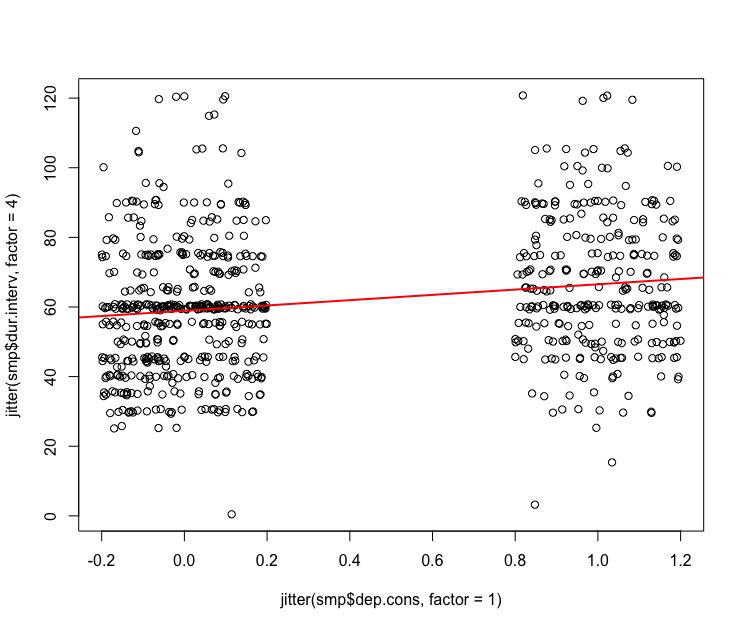 120
100
80
60
40
20
0
jitter(smp$dur.interv, factor = 4)
-0.2 0.0 0.2 0.4 0.6 0.8 1.0 1.2
jitter(smp$dep.cons, factor = 1)